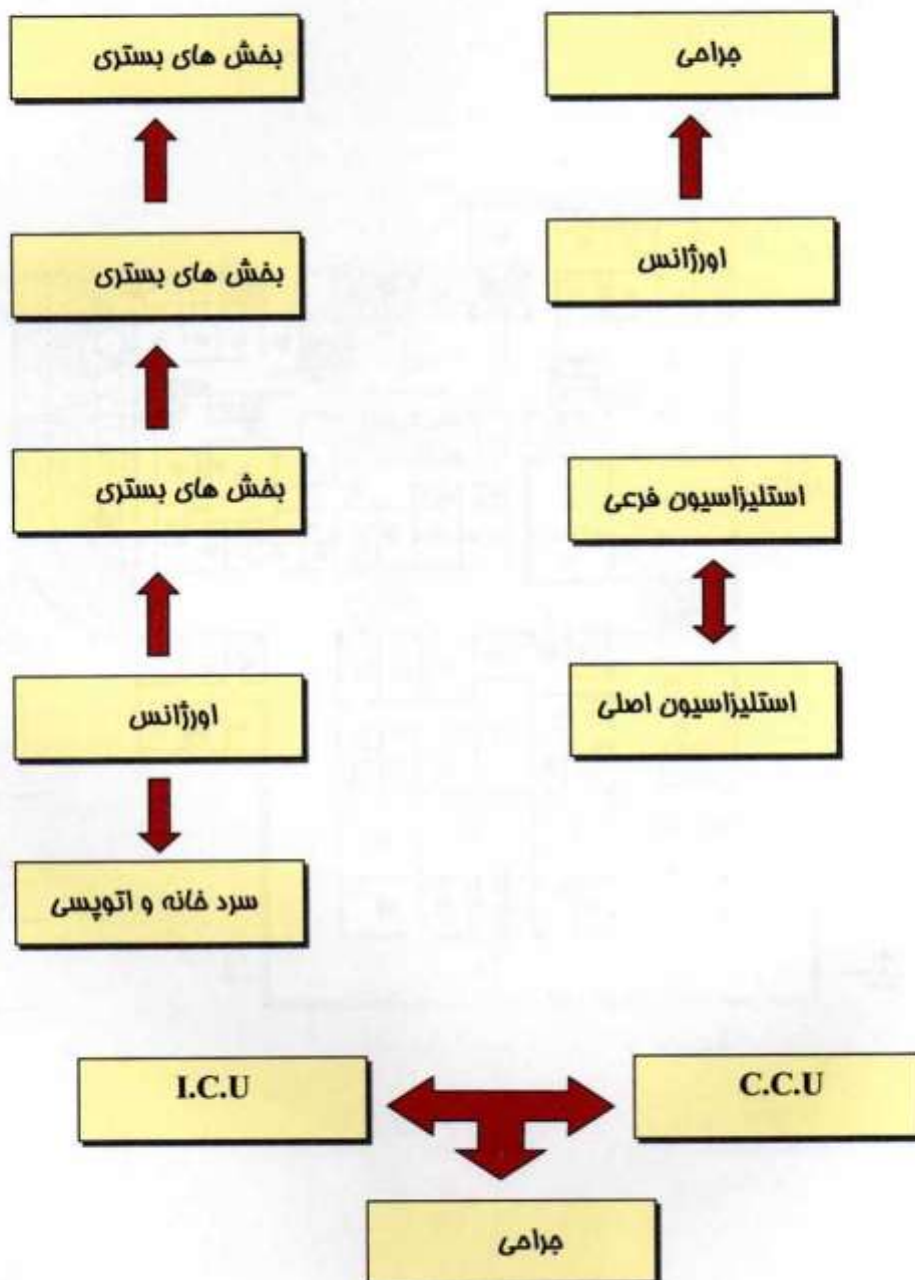 بخش های بستری
جراحی
بخش های بستری
اورژانس
بخش های بستری
استلیزاسیون فرعی
اورژانس
استلیزاسیون اصلی
سرد خانه و اتوپسی
I.C.U
C.C.U
جراحی